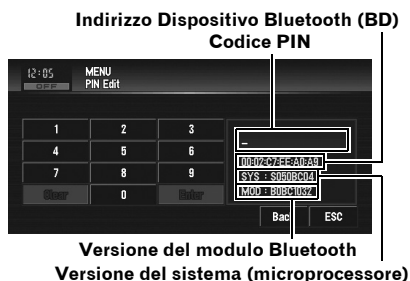 Indirizzo Dispositivo Bluetooth (BD)
Codice PIN
12:05 MENU
OFF PIN Edit
1 2 3
4 5 6
00:02:C7:EE:A0:A9
7 8 9 SYS : S050BC04
Clear 0 Enter MOD : B0BC1032
Back ESC
Versione del modulo Bluetooth
Versione del sistema (microprocessore)